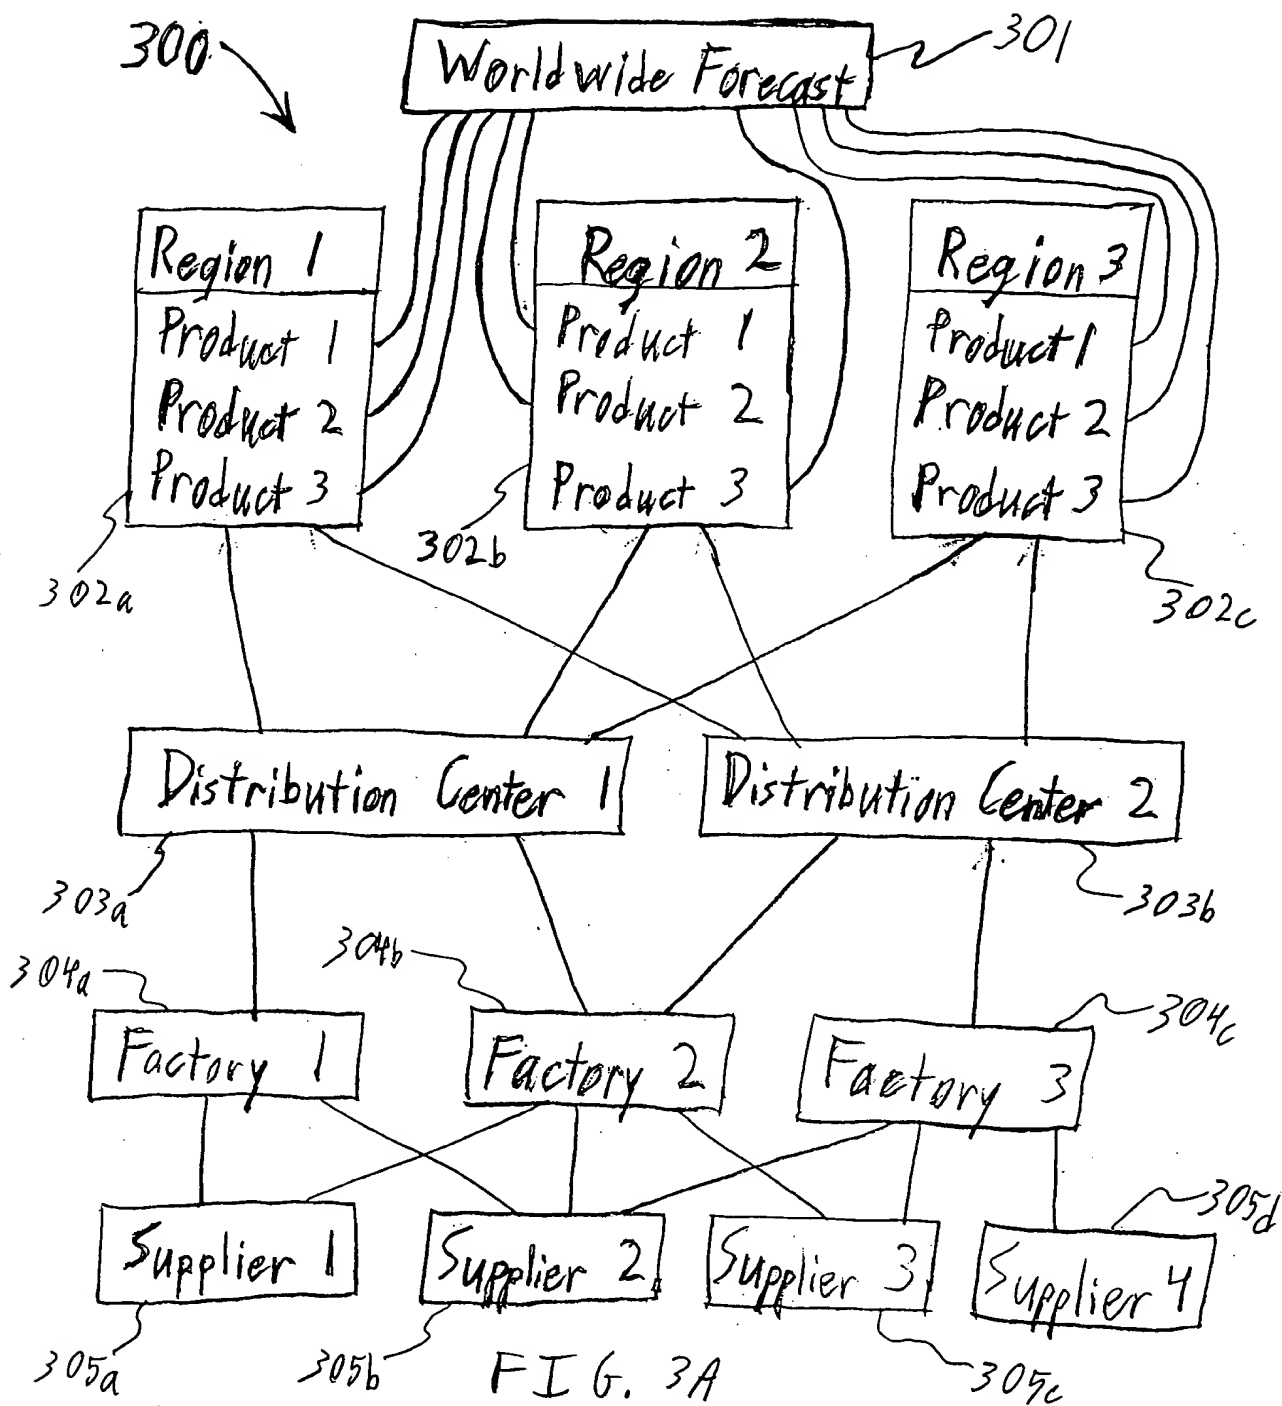 300
Worldwide Forecast
301
Region 1
Product 1
Product 2
Product 3
302a
Region 2
Product 1
Product 2
Product 3
302b
Region 3
Product 1
Product 2
Product 3
302c
Distribution Center 1
Distribution Center 2
303a
303b
304a
304b
304c
Factory 1
Factory 2
Factory 3
305d
Supplier 1
Supplier 2
Supplier 3
Supplier 4
305a
305b
305c
FIG. 3A